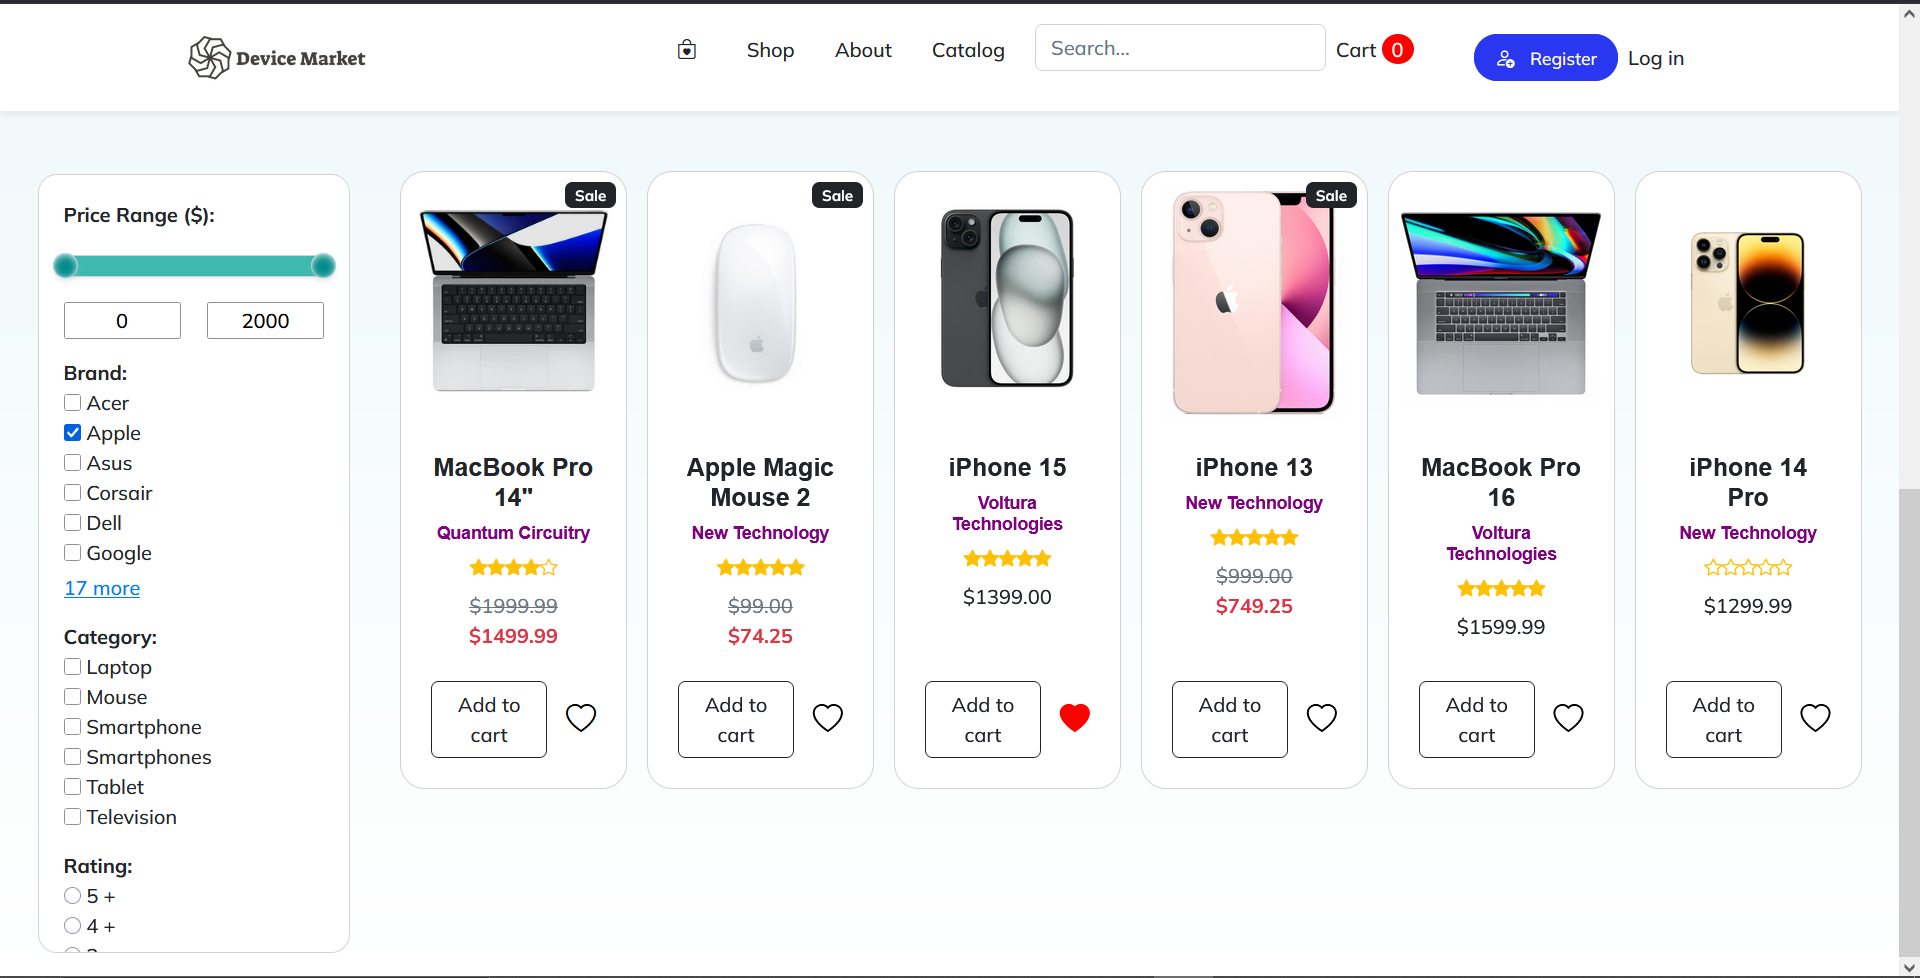 Device Market
Shop
About
Catalog
Search...
Cart 0
Register
Log in
Price Range ($):
0
2000
Brand:
Acer
Apple
Asus
Corsair
Dell
Google
17 more
Category:
Laptop
Mouse
Smartphone
Smartphones
Tablet
Television
Rating:
5 +
4 +
Sale
MacBook Pro
14"
Quantum Circuitry
$1999.99
$1499.99
Add to
cart
Sale
Apple Magic
Mouse 2
New Technology
$99.00
$74.25
Add to
cart
iPhone 15
Voltura
Technologies
$1399.00
Add to
cart
Sale
iPhone 13
New Technology
$999.00
$749.25
Add to
cart
MacBook Pro
16
Voltura
Technologies
$1599.99
Add to
cart
iPhone 14
Pro
New Technology
$1299.99
Add to
cart